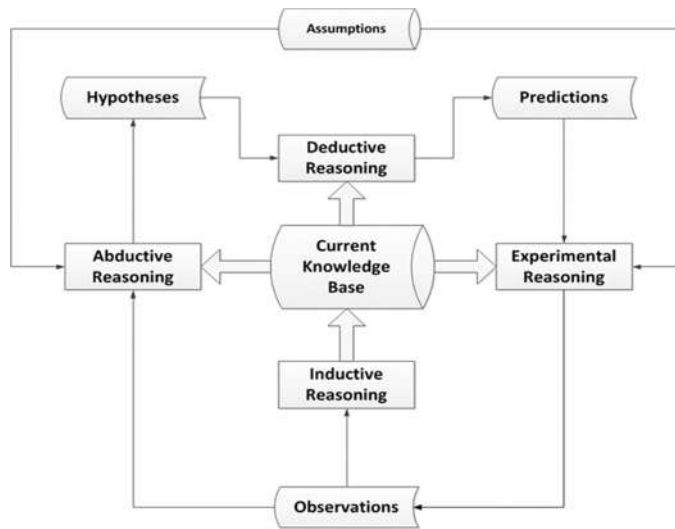 Assumptions
Hypotheses
Predictions
Deductive
Reasoning
Abductive
Reasoning
Current
Knowledge
Base
Experimental
Reasoning
Inductive
Reasoning
Observations